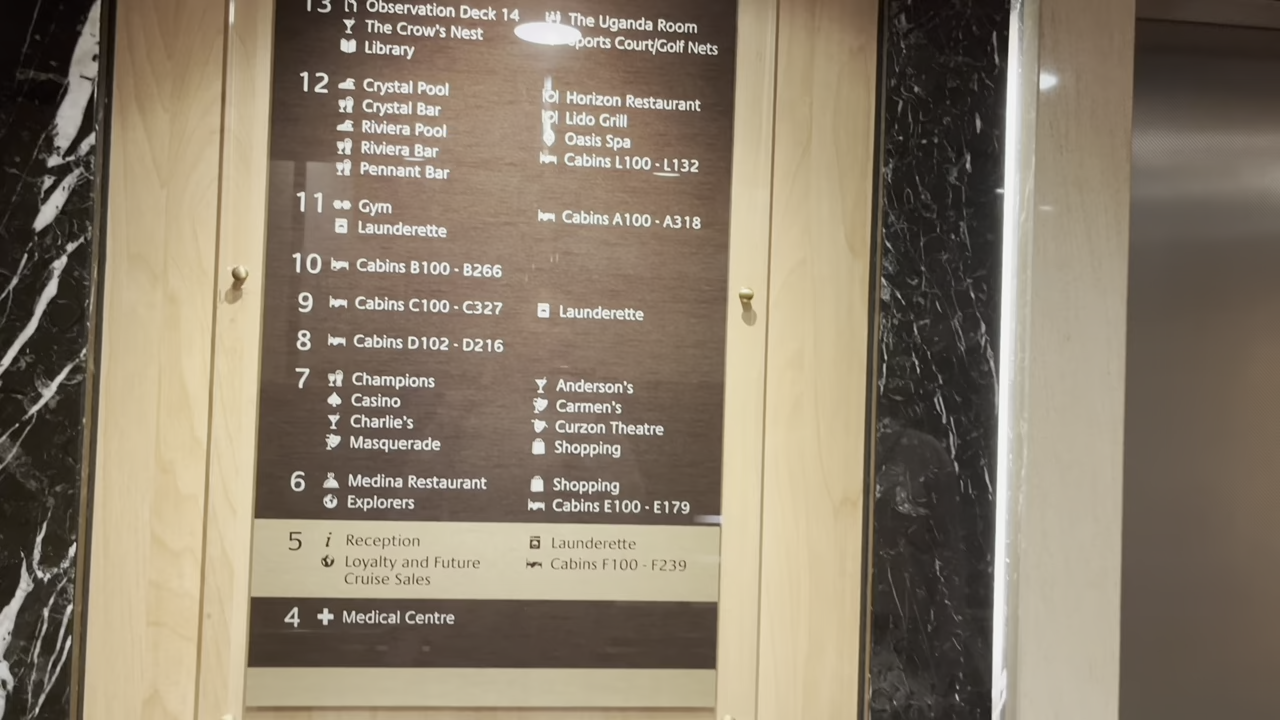 13 Observation Deck 14
The Crow's Nest
Library
The Uganda Room
Sports Court/Golf Nets
12 Crystal Pool
Crystal Bar
Riviera Pool
Riviera Bar
Pennant Bar
Horizon Restaurant
Lido Grill
Oasis Spa
Cabins L100 - L132
11 Gym
Launderette
Cabins A100 - A318
10 Cabins B100 - B266
9 Cabins C100 - C327
Launderette
8 Cabins D102 - D216
7 Champions
Casino
Charlie's
Masquerade
Anderson's
Carmen's
Curzon Theatre
Shopping
6 Medina Restaurant
Explorers
Shopping
Cabins E100 - E179
5 i Reception
Loyalty and Future
Cruise Sales
Launderette
Cabins F100 - F239
4 Medical Centre